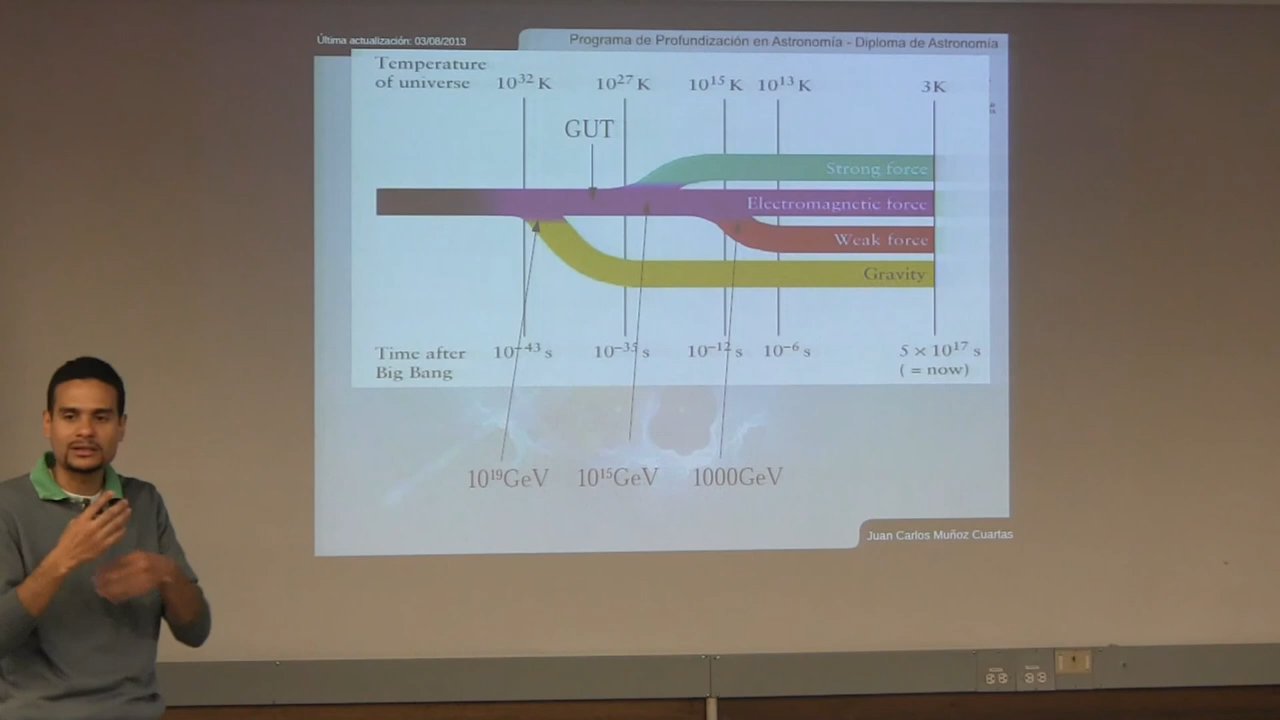 Última actualización: 03/08/2013
Programa de Profundización en Astronomía - Diploma de Astronomía
Temperature
of universe
10³² K
10²⁷ K
10¹⁵ K
10¹³ K
3 K
GUT
Strong force
Electromagnetic force
Weak force
Gravity
Time after
Big Bang
10⁻⁴³ s
10⁻³⁵ s
10⁻¹² s
10⁻⁶ s
5 × 10¹⁷ s
( = now)
10¹⁹GeV
10¹⁵GeV
1000GeV
Juan Carlos Muñoz Cuartas